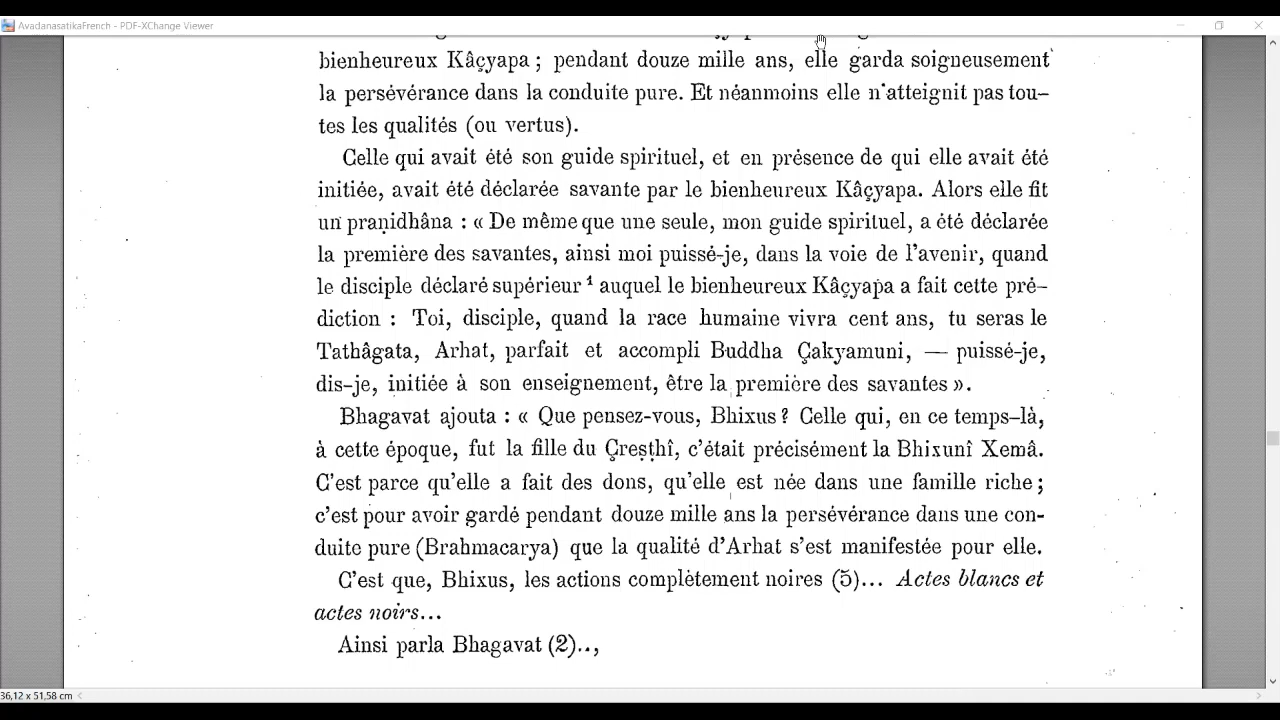 AvadanasatikaFrench - PDF-XChange Viewer
bienheureux Kâçyapa ; pendant douze mille ans, elle garda soigneusement
la persévérance dans la conduite pure. Et néanmoins elle n'atteignit pas tou-
tes les qualités (ou vertus).
Celle qui avait été son guide spirituel, et en présence de qui elle avait été
initiée, avait été déclarée savante par le bienheureux Kâçyapa. Alors elle fit
un praṇidhâna : « De même que une seule, mon guide spirituel, a été déclarée
la première des savantes, ainsi moi puissé-je, dans la voie de l'avenir, quand
le disciple déclaré supérieur ¹ auquel le bienheureux Kâçyapa a fait cette pré-
diction : Toi, disciple, quand la race humaine vivra cent ans, tu seras le
Tathâgata, Arhat, parfait et accompli Buddha Çakyamuni, — puissé-je,
dis-je, initiée à son enseignement, être la première des savantes ».
Bhagavat ajouta : « Que pensez-vous, Bhixus ? Celle qui, en ce temps-là,
à cette époque, fut la fille du Çreṣṭhî, c'était précisément la Bhixunî Xemâ.
C'est parce qu'elle a fait des dons, qu'elle est née dans une famille riche ;
c'est pour avoir gardé pendant douze mille ans la persévérance dans une con-
duite pure (Brahmacarya) que la qualité d'Arhat s'est manifestée pour elle.
C'est que, Bhixus, les actions complètement noires (5)... Actes blancs et
actes noirs...
Ainsi parla Bhagavat (2)..,
36,12 x 51,58 cm